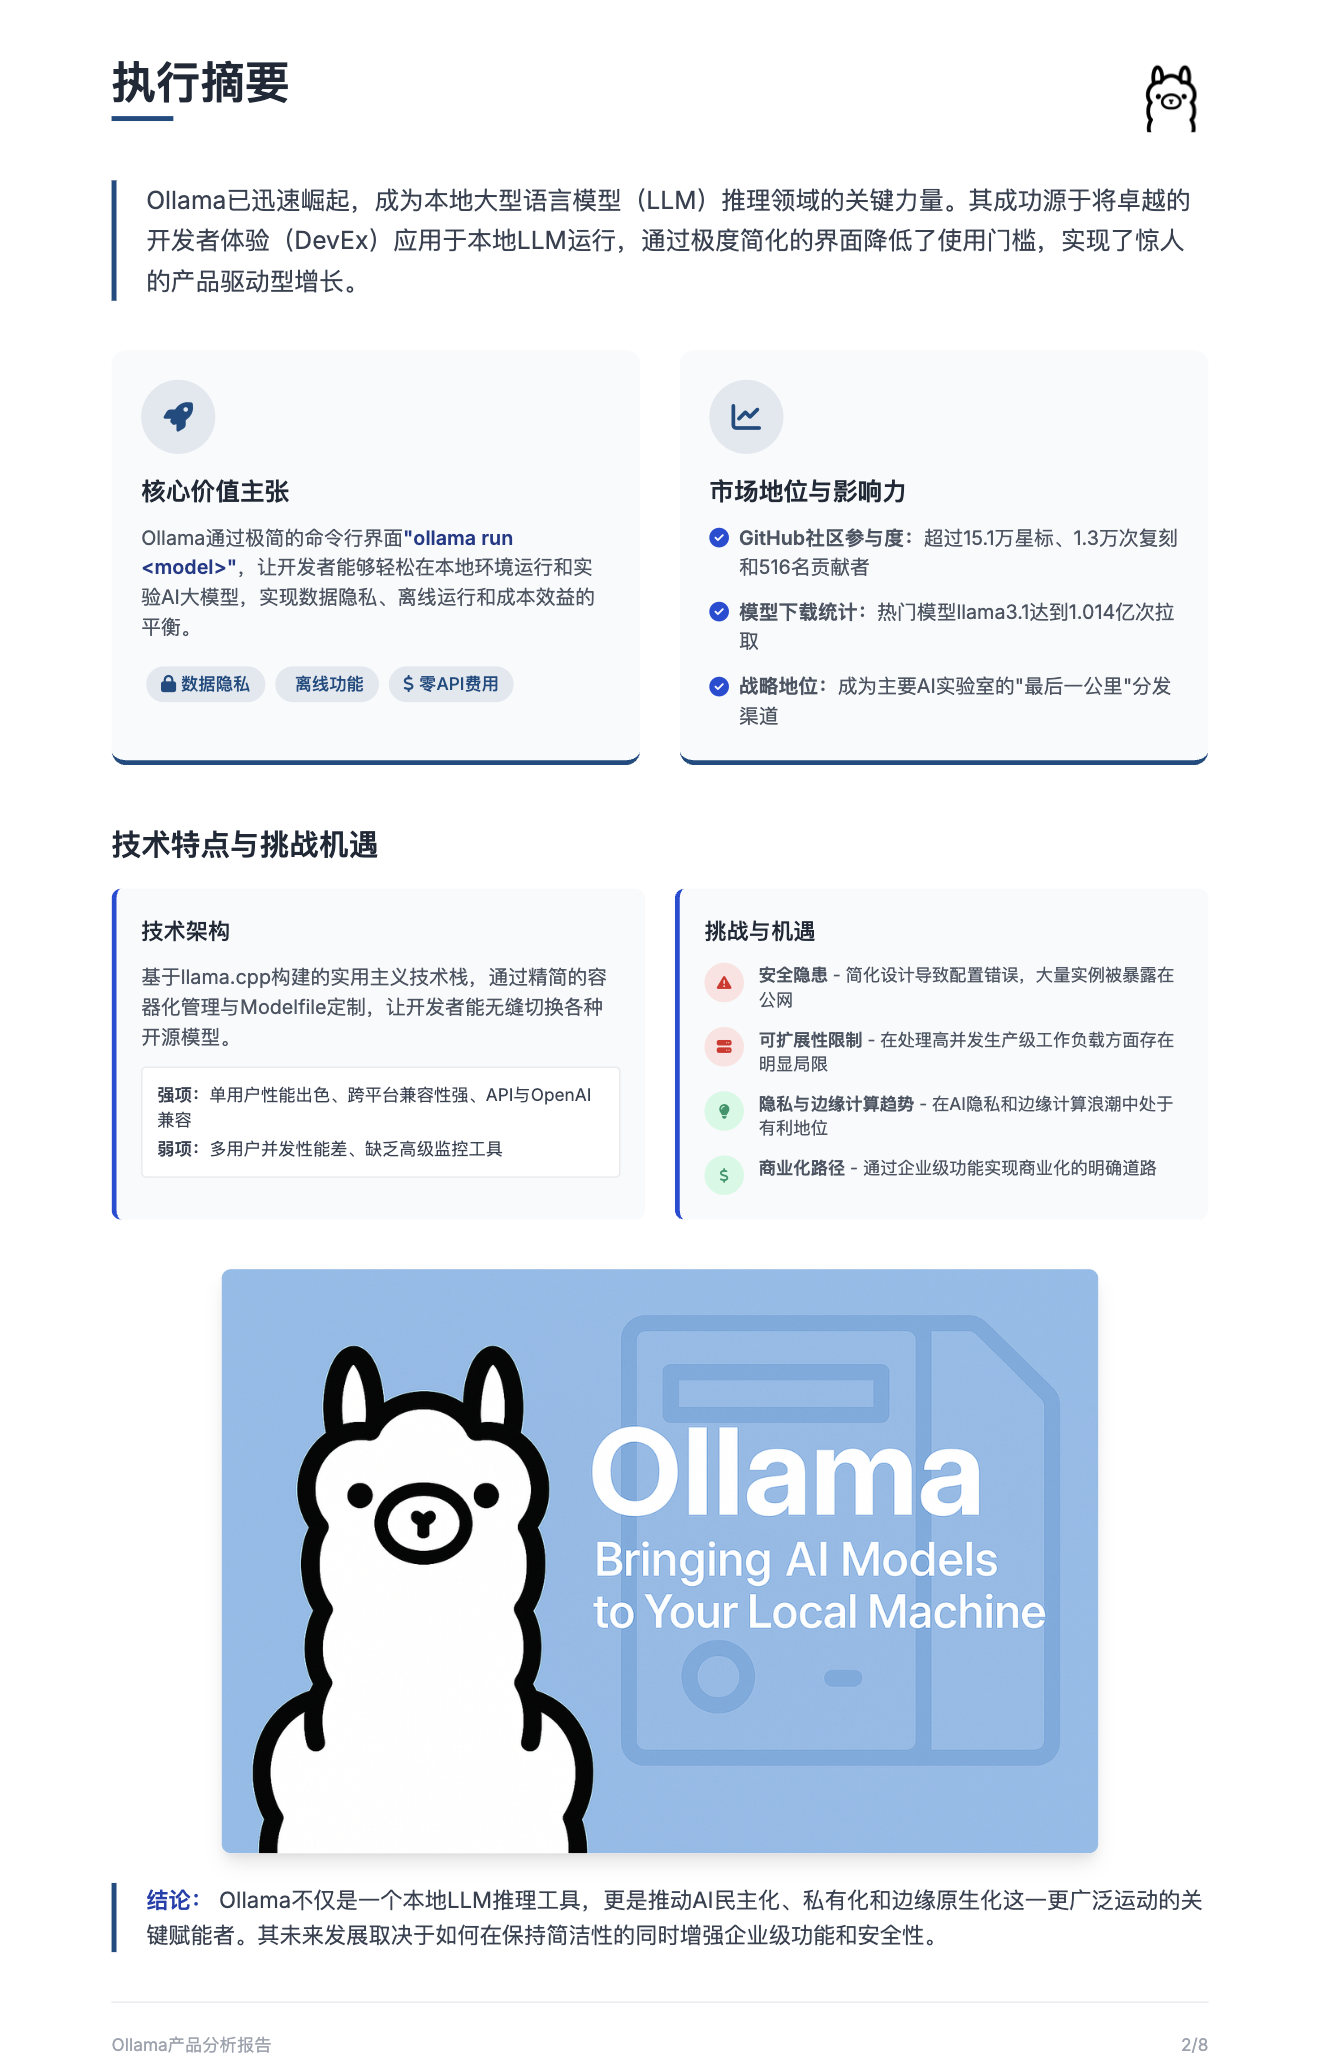 执行摘要
Ollama已迅速崛起，成为本地大型语言模型（LLM）推理领域的关键力量。其成功源于将卓越的
开发者体验（DevEx）应用于本地LLM运行，通过极度简化的界面降低了使用门槛，实现了惊人
的产品驱动型增长。
核心价值主张
Ollama通过极简的命令行界面"ollama run
<model>"，让开发者能够轻松在本地环境运行和实
验AI大模型，实现数据隐私、离线运行和成本效益的
平衡。
数据隐私
离线功能
$ 零API费用
市场地位与影响力
GitHub社区参与度：超过15.1万星标、1.3万次复刻
和516名贡献者
模型下载统计：热门模型llama3.1达到1.014亿次拉
取
战略地位：成为主要AI实验室的"最后一公里"分发
渠道
技术特点与挑战机遇
技术架构
基于llama.cpp构建的实用主义技术栈，通过精简的容
器化管理与Modelfile定制，让开发者能无缝切换各种
开源模型。
强项：单用户性能出色、跨平台兼容性强、API与OpenAI
兼容
弱项：多用户并发性能差、缺乏高级监控工具
挑战与机遇
安全隐患 - 简化设计导致配置错误，大量实例被暴露在
公网
可扩展性限制 - 在处理高并发生产级工作负载方面存在
明显局限
隐私与边缘计算趋势 - 在AI隐私和边缘计算浪潮中处于
有利地位
$ 商业化路径 - 通过企业级功能实现商业化的明确道路
Ollama
Bringing AI Models
to Your Local Machine
结论： Ollama不仅是一个本地LLM推理工具，更是推动AI民主化、私有化和边缘原生化这一更广泛运动的关
键赋能者。其未来发展取决于如何在保持简洁性的同时增强企业级功能和安全性。
Ollama产品分析报告
2/8